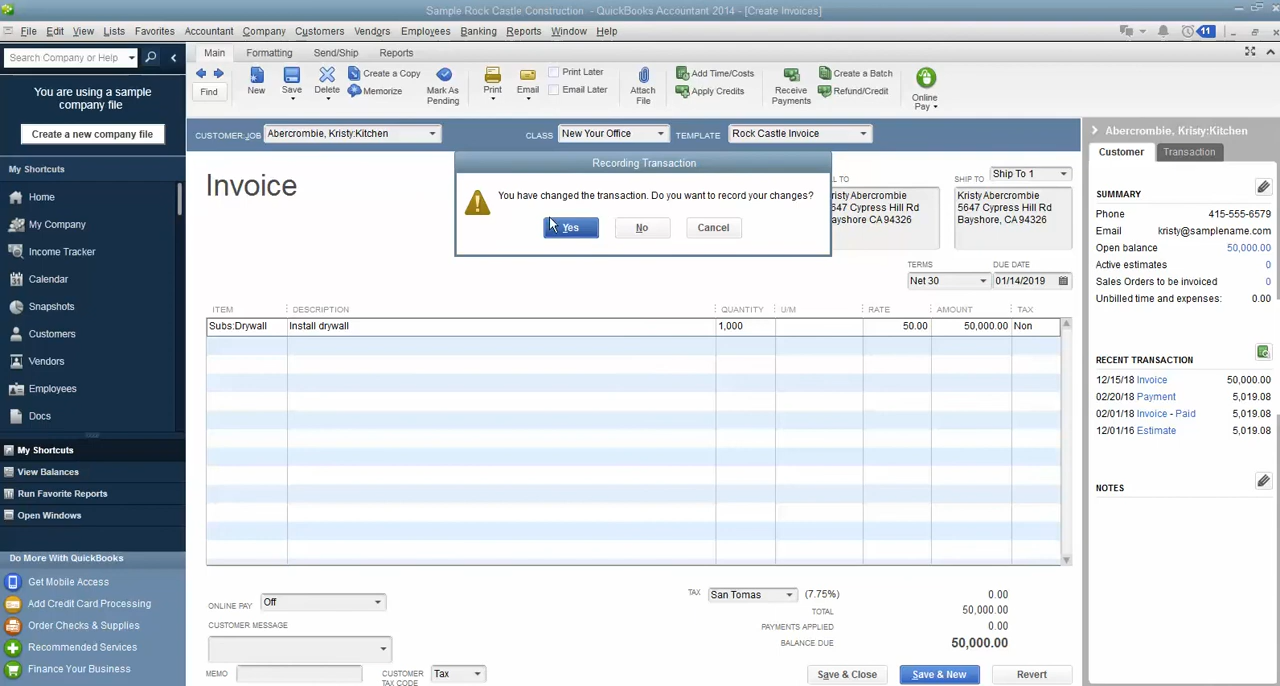 Sample Rock Castle Construction - QuickBooks Accountant 2014 - [Create Invoices]
File Edit View Lists Favorites Accountant Company Customers Vendors Employees Banking Reports Window Help
11
Search Company or Help
Main Formatting Send/Ship Reports
Find New Save Delete Create a Copy Memorize Mark As Pending Print Email Print Later Email Later Attach File Add Time/Costs Apply Credits Receive Payments Create a Batch Refund/Credit Online Pay
You are using a sample company file
Create a new company file
My Shortcuts
Home
My Company
Income Tracker
Calendar
Snapshots
Customers
Vendors
Employees
Docs
My Shortcuts
View Balances
Run Favorite Reports
Open Windows
Do More With QuickBooks
Get Mobile Access
Add Credit Card Processing
Order Checks & Supplies
Recommended Services
Finance Your Business
CUSTOMER:JOB Abercrombie, Kristy:Kitchen CLASS New Your Office TEMPLATE Rock Castle Invoice
Recording Transaction
You have changed the transaction. Do you want to record your changes?
Yes No Cancel
Invoice
SHIP TO Ship To 1
Kristy Abercrombie
5647 Cypress Hill Rd
Bayshore, CA 94326
TERMS DUE DATE
Net 30 01/14/2019
ITEM DESCRIPTION QUANTITY U/M RATE AMOUNT TAX
Subs:Drywall Install drywall 1,000 50.00 50,000.00 Non
TAX San Tomas (7.75%) 0.00
TOTAL 50,000.00
PAYMENTS APPLIED 0.00
BALANCE DUE 50,000.00
ONLINE PAY Off
CUSTOMER MESSAGE
MEMO
CUSTOMER TAX CODE Tax
Save & Close Save & New Revert
Abercrombie, Kristy:Kitchen
Customer Transaction
SUMMARY
Phone 415-555-6579
Email kristy@samplename.com
Open balance 50,000.00
Active estimates 0
Sales Orders to be invoiced 0
Unbilled time and expenses: 0.00
RECENT TRANSACTION
12/15/18 Invoice 50,000.00
02/20/18 Payment 5,019.08
02/01/18 Invoice - Paid 5,019.08
12/01/16 Estimate 5,019.08
NOTES